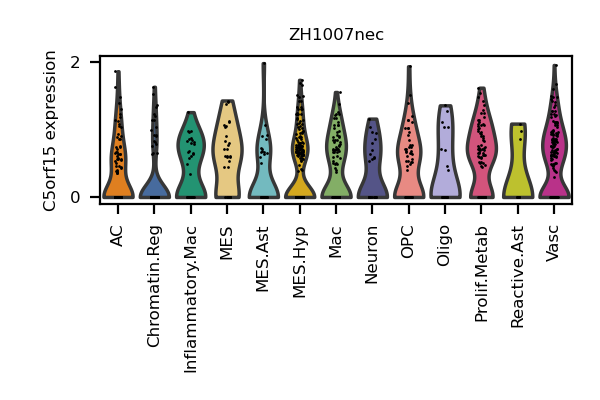 ZH1007nec
C5orf15 expression
2
0
AC
Chromatin.Reg
Inflammatory.Mac
MES
MES.Ast
MES.Hyp
Mac
Neuron
OPC
Oligo
Prolif.Metab
Reactive.Ast
Vasc